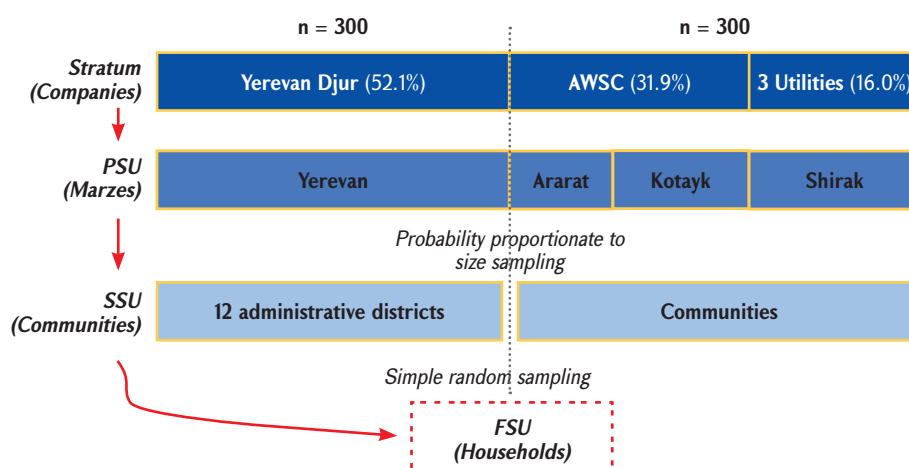 n = 300
n = 300
Stratum
(Companies)
Yerevan Djur (52.1%)
AWSC (31.9%)
3 Utilities (16.0%)
PSU
(Marzes)
Yerevan
Ararat
Kotayk
Shirak
Probability proportionate to
size sampling
SSU
(Communities)
12 administrative districts
Communities
Simple random sampling
FSU
(Households)